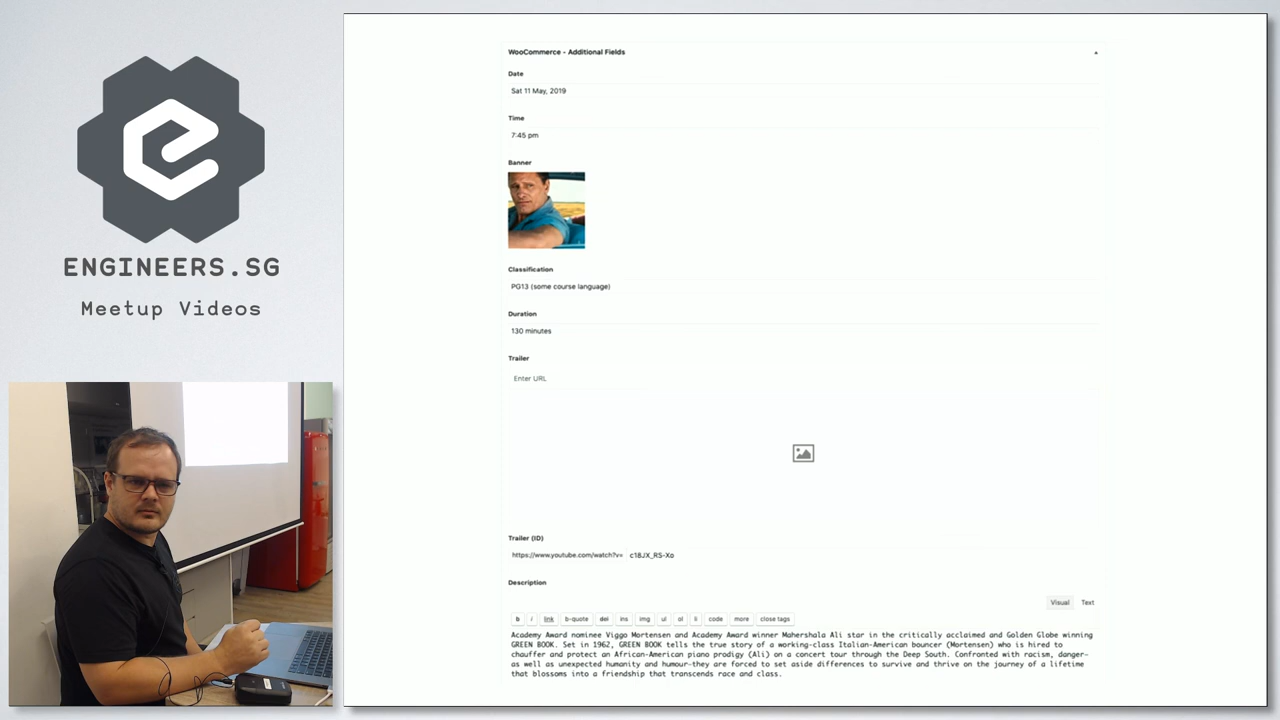 ENGINEERS.SG
Meetup Videos
WooCommerce - Additional Fields
Date
Sat 11 May, 2019
Time
7:45 pm
Banner
Classification
PG13 (some course language)
Duration
130 minutes
Trailer
Enter URL
Trailer (ID)
https://www.youtube.com/watch?v= c18JX_RS-Xo
Description
Visual Text
b i link b-quote del ins img ul ol li code more close tags
Academy Award nominee Viggo Mortensen and Academy Award winner Mahershala Ali star in the critically acclaimed and Golden Globe winning
GREEN BOOK. Set in 1962, GREEN BOOK tells the true story of a working-class Italian-American bouncer (Mortensen) who is hired to
chauffer and protect an African-American piano prodigy (Ali) on a concert tour through the Deep South. Confronted with racism, danger—
as well as unexpected humanity and humour—they are forced to set aside differences to survive and thrive on the journey of a lifetime
that blossoms into a friendship that transcends race and class.